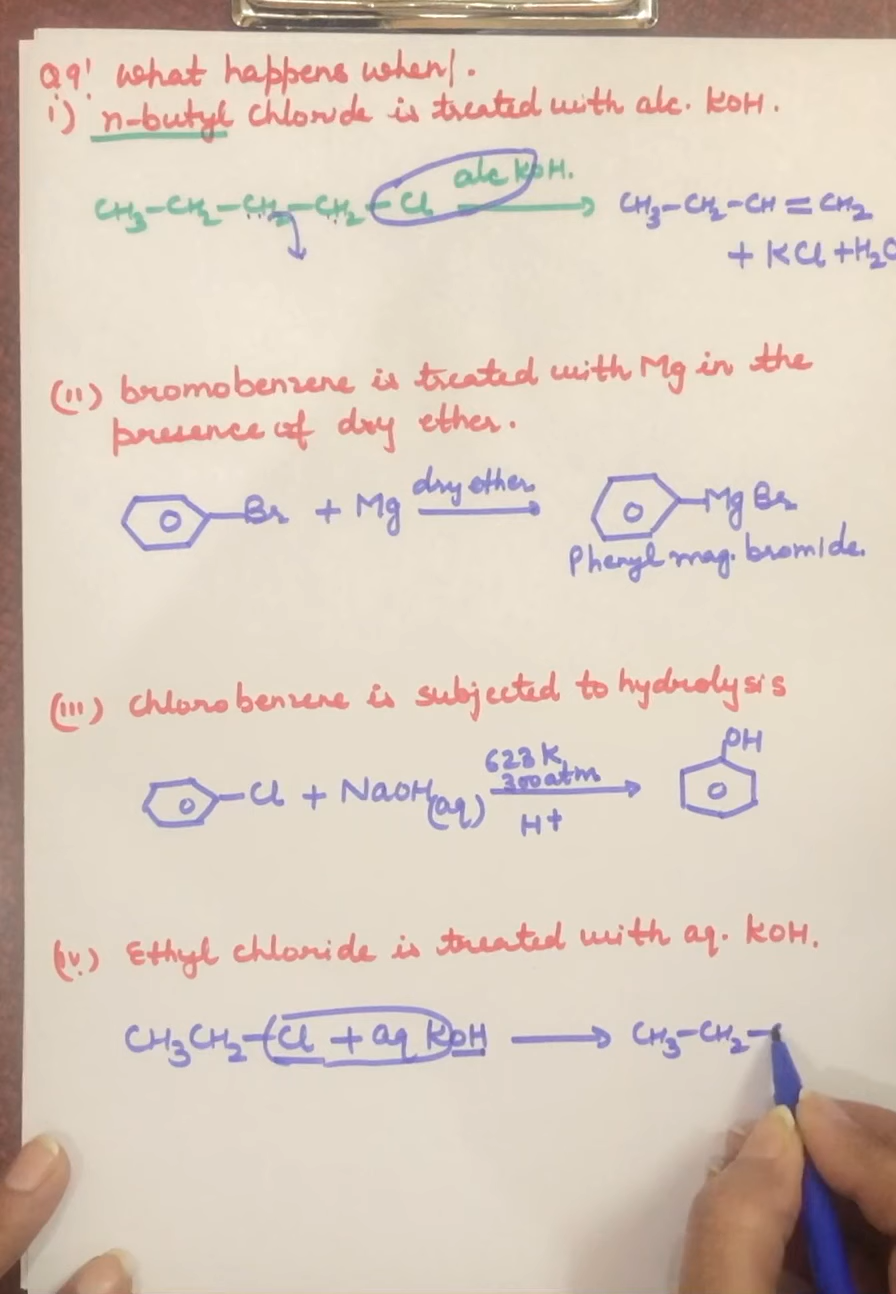 Q9! What happens when/.
i) n-butyl chloride is treated with alc. KOH.
CH3-CH2-CH2-CH2-Cl alc KOH. → CH3-CH2-CH=CH2
+ KCl + H2O
(ii) bromobenzene is treated with Mg in the
presence of dry ether.
Br + Mg dry ether → MgBr
Phenyl mag. bromide.
(iii) Chlorobenzene is subjected to hydrolysis
Cl + NaOH(aq) 623 K, 300 atm H+ → OH
(iv.) Ethyl chloride is treated with aq. KOH.
CH3CH2-Cl + aq KOH → CH3-CH2-